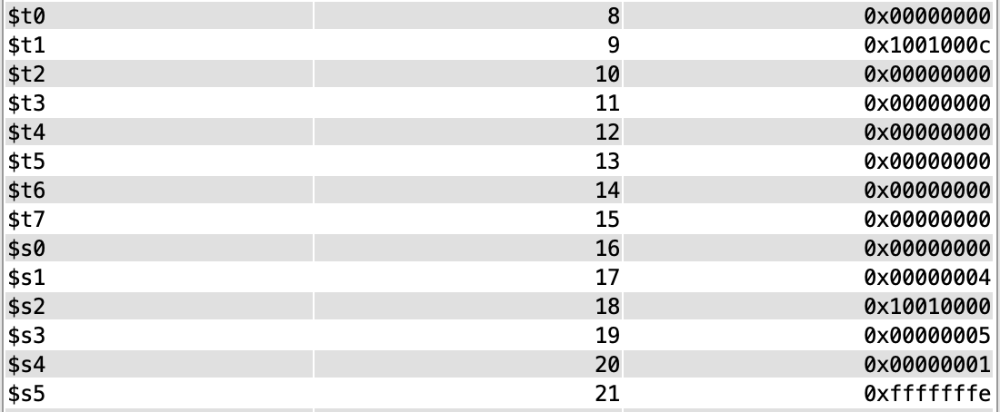 $t0 8 0x00000000
$t1 9 0x1001000c
$t2 10 0x00000000
$t3 11 0x00000000
$t4 12 0x00000000
$t5 13 0x00000000
$t6 14 0x00000000
$t7 15 0x00000000
$s0 16 0x00000000
$s1 17 0x00000004
$s2 18 0x10010000
$s3 19 0x00000005
$s4 20 0x00000001
$s5 21 0xfffffffe